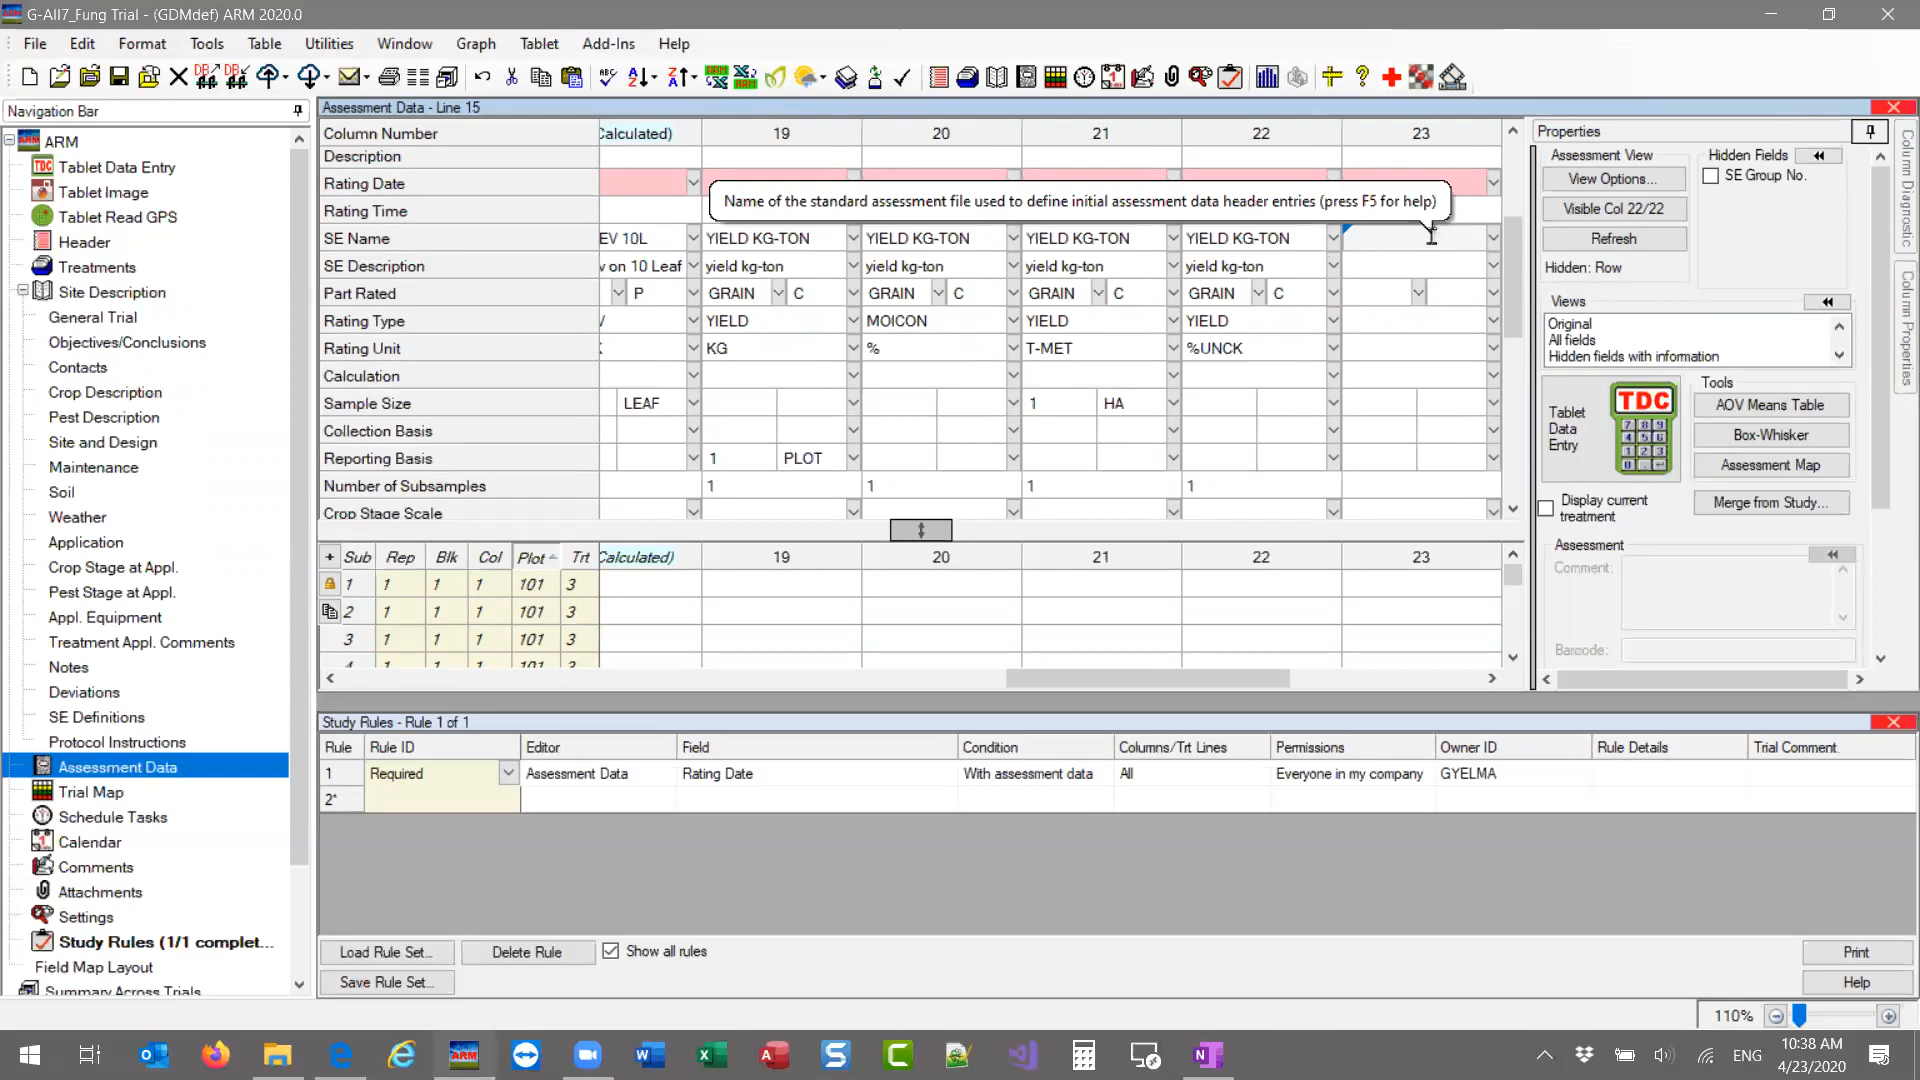 G-All7_Fung Trial - (GDMdef) ARM 2020.0
File Edit Format Tools Table Utilities Window Graph Tablet Add-Ins Help
Navigation Bar
ARM
Tablet Data Entry
Tablet Image
Tablet Read GPS
Header
Treatments
Site Description
General Trial
Objectives/Conclusions
Contacts
Crop Description
Pest Description
Site and Design
Maintenance
Soil
Weather
Application
Crop Stage at Appl.
Pest Stage at Appl.
Appl. Equipment
Treatment Appl. Comments
Notes
Deviations
SE Definitions
Protocol Instructions
Assessment Data
Trial Map
Schedule Tasks
Calendar
Comments
Attachments
Settings
Study Rules (1/1 complet...
Field Map Layout
Summary Across Trials
Assessment Data - Line 15
Column Number Calculated) 19 20 21 22 23
Description
Rating Date
Name of the standard assessment file used to define initial assessment data header entries (press F5 for help)
Rating Time
SE Name EV 10L YIELD KG-TON YIELD KG-TON YIELD KG-TON YIELD KG-TON
SE Description v on 10 Leaf yield kg-ton yield kg-ton yield kg-ton yield kg-ton
Part Rated P GRAIN C GRAIN C GRAIN C GRAIN C
Rating Type YIELD MOICON YIELD YIELD
Rating Unit KG % T-MET %UNCK
Calculation
Sample Size LEAF 1 HA
Collection Basis
Reporting Basis 1 PLOT
Number of Subsamples 1 1 1 1
Crop Stage Scale
+ Sub Rep Blk Col Plot Trt Calculated) 19 20 21 22 23
1 1 1 1 101 3
2 1 1 1 101 3
3 1 1 1 101 3
4 1 1 1 101 3
Properties
Assessment View
View Options...
Visible Col 22/22
Refresh
Hidden: Row
Hidden Fields
SE Group No.
Views
Original
All fields
Hidden fields with information
TDC
Tablet
Data
Entry
Tools
AOV Means Table
Box-Whisker
Assessment Map
Merge from Study...
Display current
treatment
Assessment
Comment:
Barcode:
Column Diagnostic
Column Properties
Study Rules - Rule 1 of 1
Rule Rule ID Editor Field Condition Columns/Trt Lines Permissions Owner ID Rule Details Trial Comment
1 Required Assessment Data Rating Date With assessment data All Everyone in my company GYELMA
2*
Load Rule Set... Delete Rule Show all rules Print
Save Rule Set... Help
110%
ENG
10:38 AM
4/23/2020